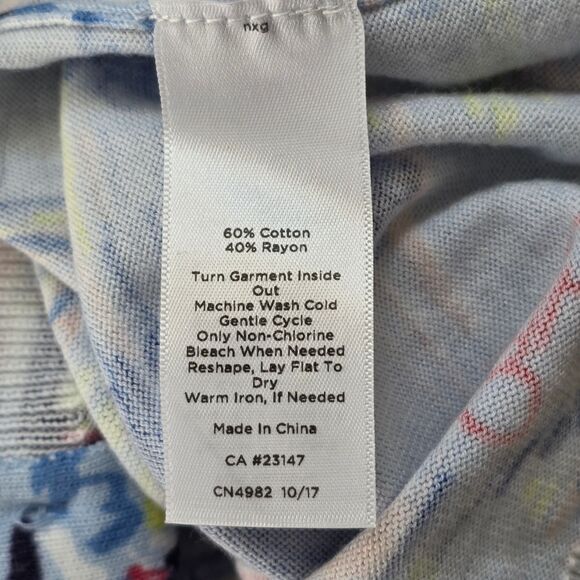 nxg
60% Cotton
40% Rayon
Turn Garment Inside
Out
Machine Wash Cold
Gentle Cycle
Only Non-Chlorine
Bleach When Needed
Reshape, Lay Flat To
Dry
Warm Iron, If Needed
Made In China
CA #23147
CN4982 10/17